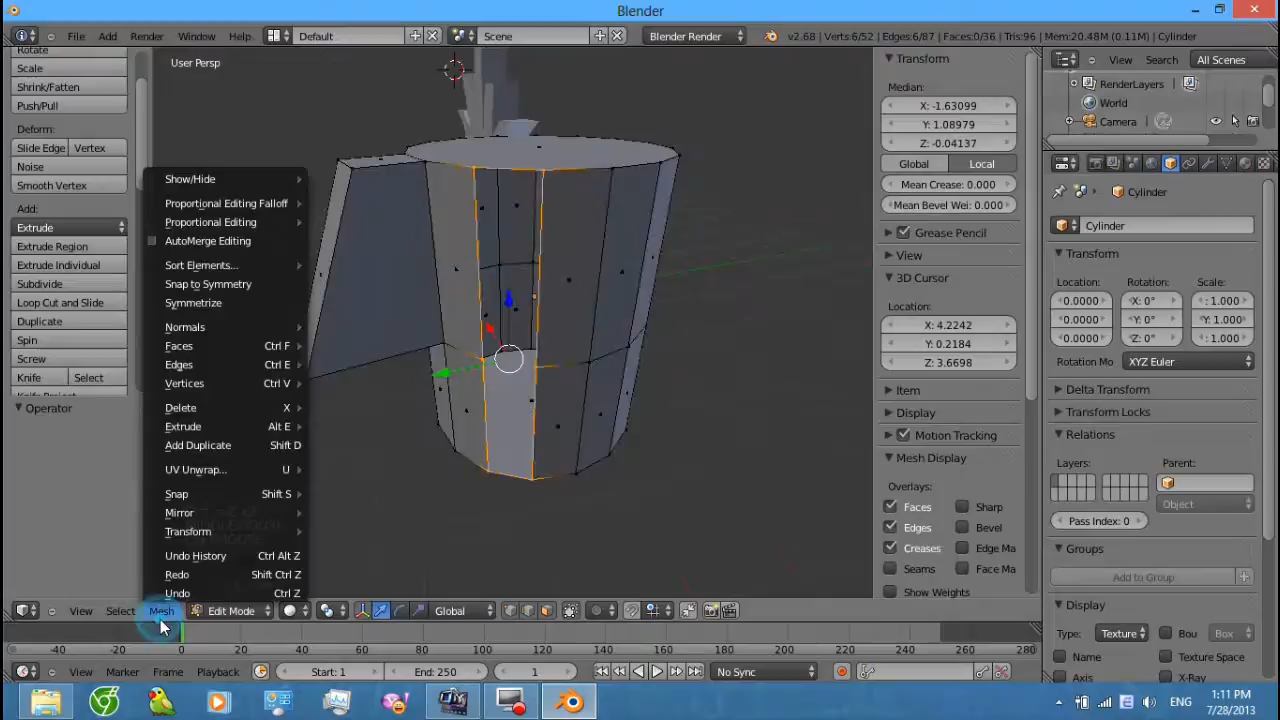 Blender
File Add Render Window Help Default Scene Blender Render v2.68 | Verts:6/52 | Edges:6/87 | Faces:0/36 | Tris:96 | Mem:20.48M (0.11M) | Cylinder
Rotate
Scale
Shrink/Fatten
Push/Pull
Deform:
Slide Edge Vertex
Noise
Smooth Vertex
Add:
Extrude
Extrude Region
Extrude Individual
Subdivide
Loop Cut and Slide
Duplicate
Spin
Screw
Knife Select
Operator
User Persp
Show/Hide
Proportional Editing Falloff
Proportional Editing
AutoMerge Editing
Sort Elements...
Snap to Symmetry
Symmetrize
Normals
Faces Ctrl F
Edges Ctrl E
Vertices Ctrl V
Delete X
Extrude Alt E
Add Duplicate Shift D
UV Unwrap... U
Snap Shift S
Mirror
Transform
Undo History Ctrl Alt Z
Redo Shift Ctrl Z
Undo Ctrl Z
Transform
Median:
X: -1.63099
Y: 1.08979
Z: -0.04137
Global Local
Mean Crease: 0.000
Mean Bevel Wei: 0.000
Grease Pencil
View
3D Cursor
Location:
X: 4.2242
Y: 0.2184
Z: 3.6698
Item
Display
Motion Tracking
Mesh Display
Overlays:
Faces Sharp
Edges Bevel
Creases Edge Ma
Seams Face Ma
Show Weights
View Search All Scenes
RenderLayers
World
Camera
Cylinder
Cylinder
Transform
Location: Rotation: Scale:
0.0000 X: 0° : 1.000
0.0000 Y: 0° Y: 1.000
0.0000 Z: 0° : 1.000
Rotation Mo XYZ Euler
Delta Transform
Transform Locks
Relations
Layers: Parent:
Object
Pass Index: 0
Groups
Add to Group
Display
Type: Texture Bou Box
Name Texture Space
Axis X-Ray
View Select Mesh Edit Mode Global
-40 -20 0 20 40 60 80 100 120 140 160 180 200 220 240 260 280
View Marker Frame Playback Start: 1 End: 250 1 No Sync
ENG 1:11 PM
7/28/2013